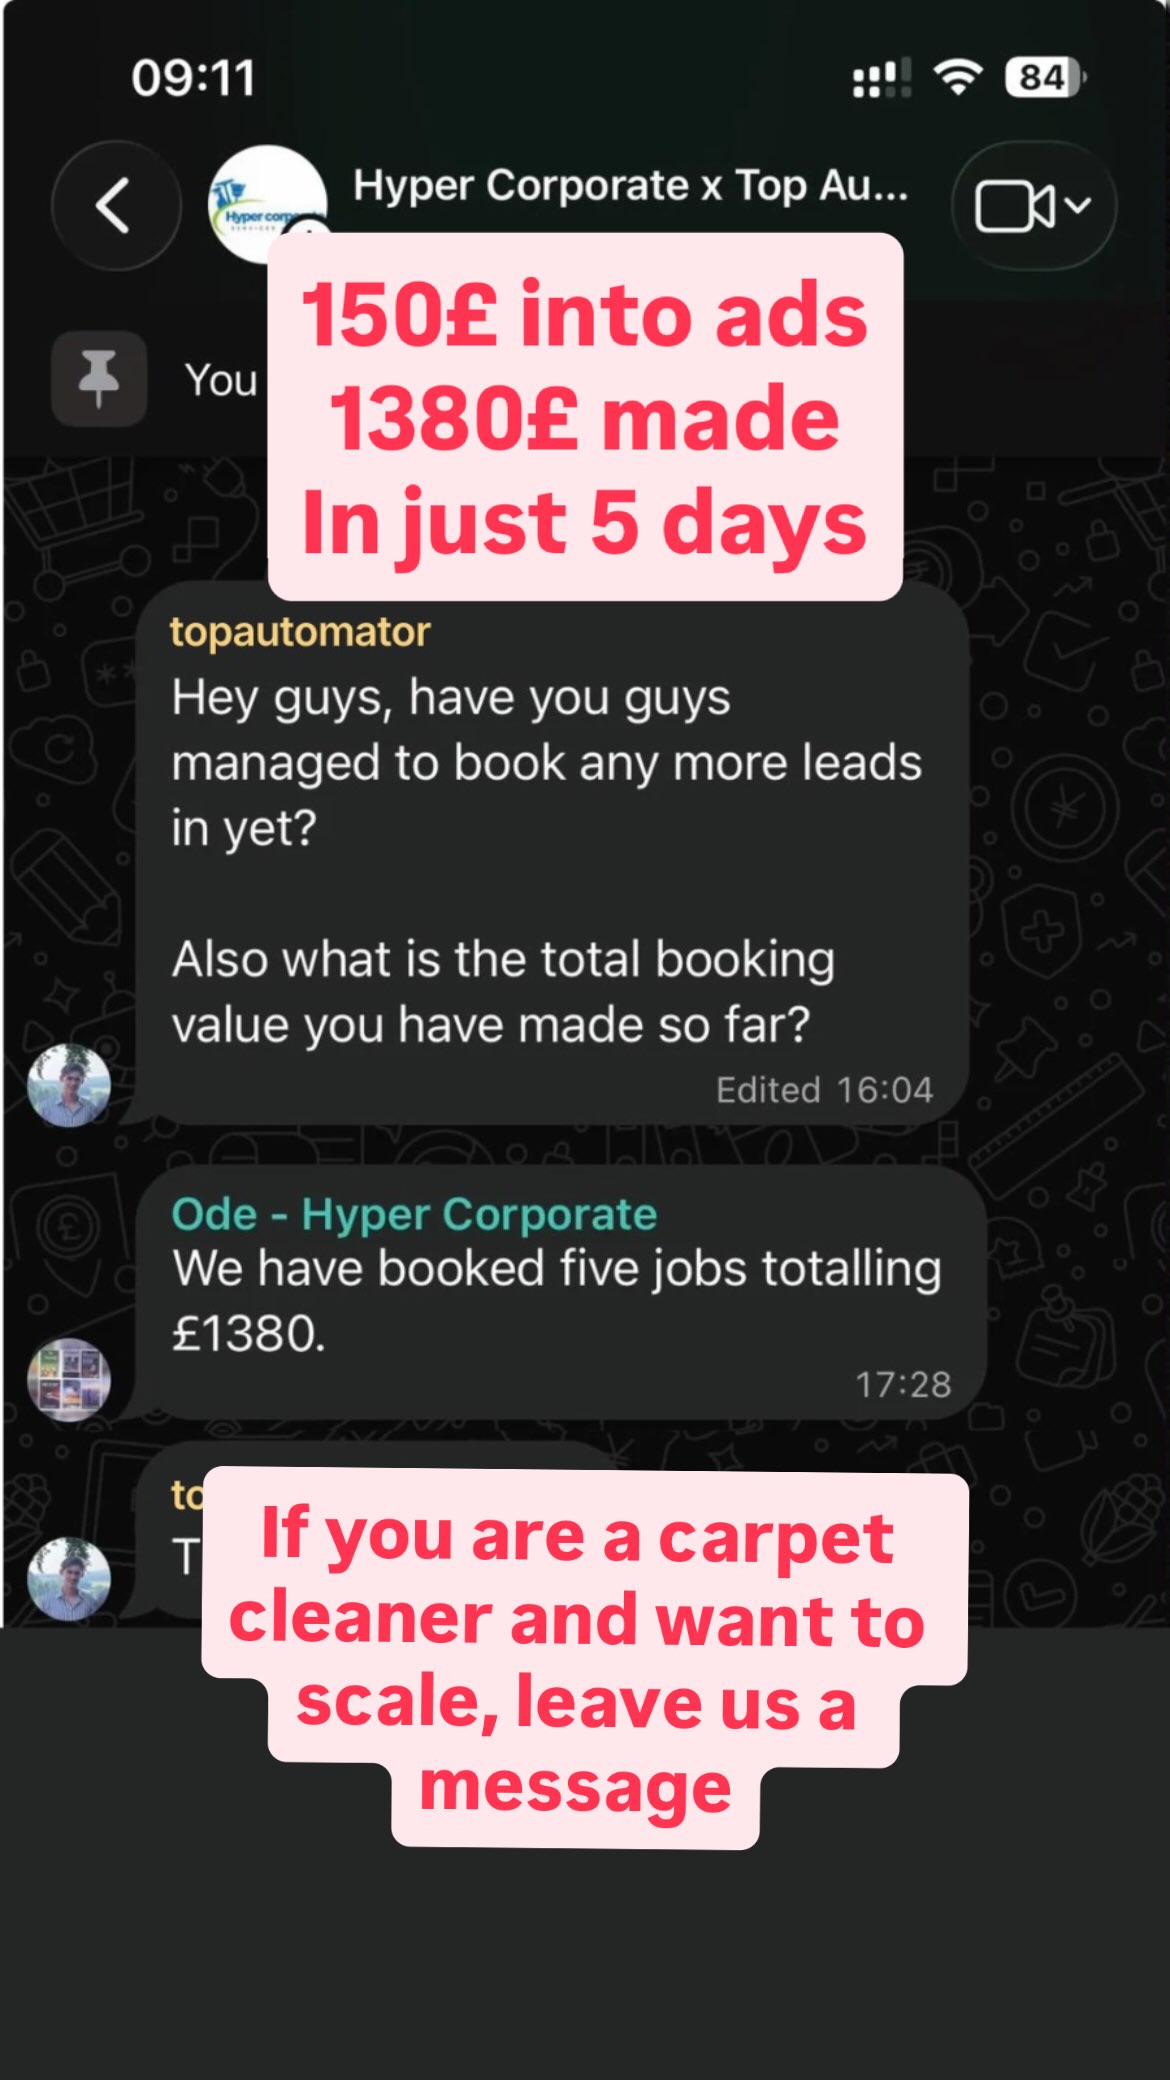 09:11
84
Hyper corpo
Hyper Corporate x Top Au...
You
150£ into ads
1380£ made
In just 5 days
topautomator
Hey guys, have you guys
managed to book any more leads
in yet?
Also what is the total booking
value you have made so far?
Edited 16:04
Ode - Hyper Corporate
We have booked five jobs totalling
£1380.
17:28
to
T
If you are a carpet
cleaner and want to
scale, leave us a
message